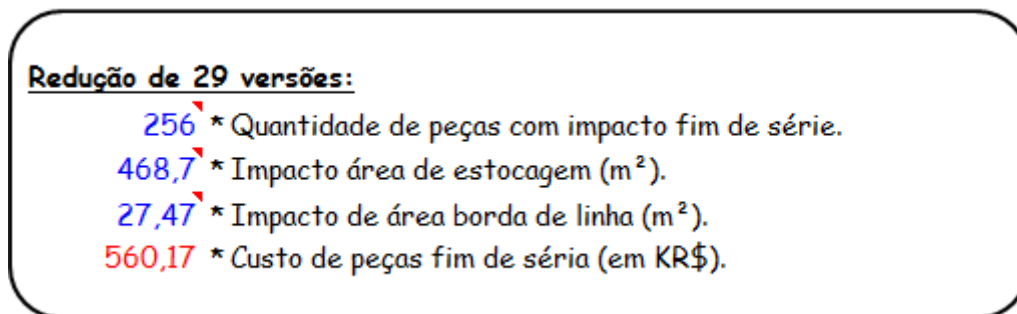 Redução de 29 versões:
256 * Quantidade de peças com impacto fim de série.
468,7 * Impacto área de estocagem (m²).
27,47 * Impacto de área borda de linha (m²).
560,17 * Custo de peças fim de séria (em KR$).